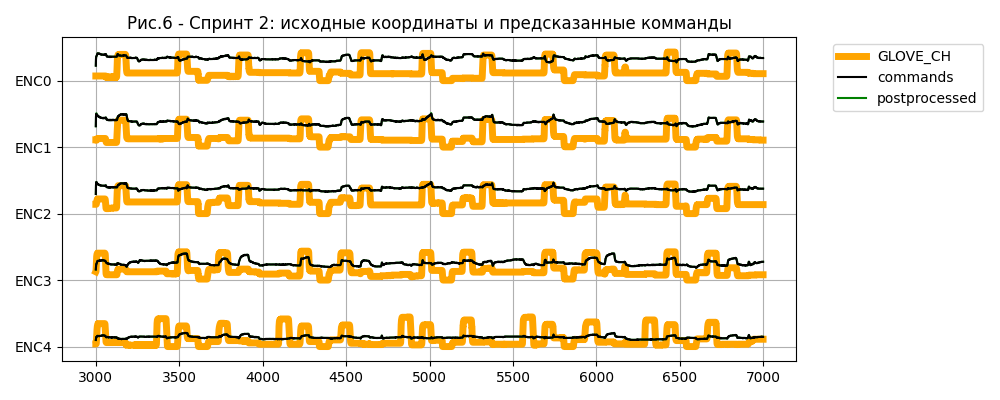 Рис.6 - Спринт 2: исходные координаты и предсказанные комманды
GLOVE_CH
commands
postprocessed
ENC0
ENC1
ENC2
ENC3
ENC4
3000 3500 4000 4500 5000 5500 6000 6500 7000